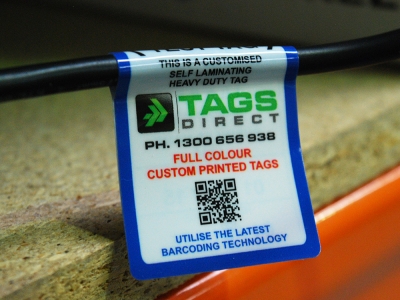 THIS IS A CUSTOMISED
SELF LAMINATING
HEAVY DUTY TAG
TAGS
DIRECT
PH. 1300 656 938
FULL COLOUR
CUSTOM PRINTED TAGS
UTILISE THE LATEST
BARCODING TECHNOLOGY